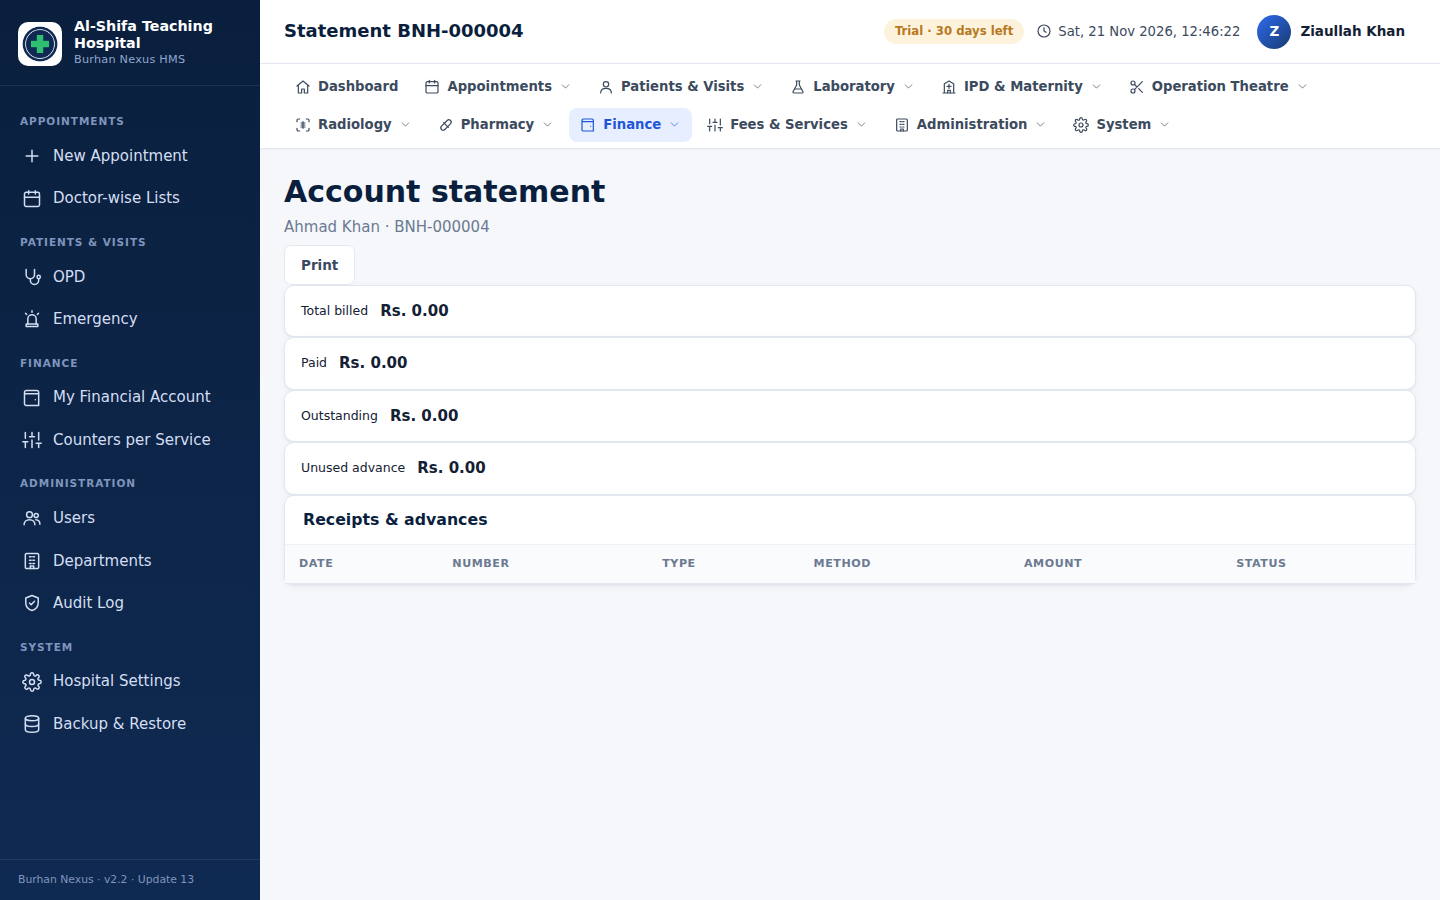 Al-Shifa Teaching
Hospital
Burhan Nexus HMS
APPOINTMENTS
New Appointment
Doctor-wise Lists
PATIENTS & VISITS
OPD
Emergency
FINANCE
My Financial Account
Counters per Service
ADMINISTRATION
Users
Departments
Audit Log
SYSTEM
Hospital Settings
Backup & Restore
Burhan Nexus · v2.2 · Update 13
Statement BNH-000004
Trial · 30 days left
Sat, 21 Nov 2026, 12:46:22
Z
Ziaullah Khan
Dashboard Appointments Patients & Visits Laboratory IPD & Maternity Operation Theatre
Radiology Pharmacy Finance Fees & Services Administration System
Account statement
Ahmad Khan · BNH-000004
Print
Total billed Rs. 0.00
Paid Rs. 0.00
Outstanding Rs. 0.00
Unused advance Rs. 0.00
Receipts & advances
DATE NUMBER TYPE METHOD AMOUNT STATUS